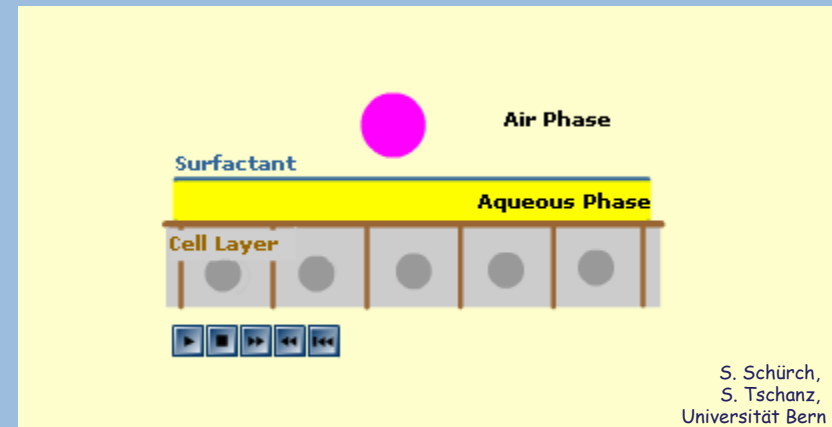 Air Phase
Surfactant
Aqueous Phase
Cell Layer
S. Schürch,
S. Tschanz,
Universität Bern